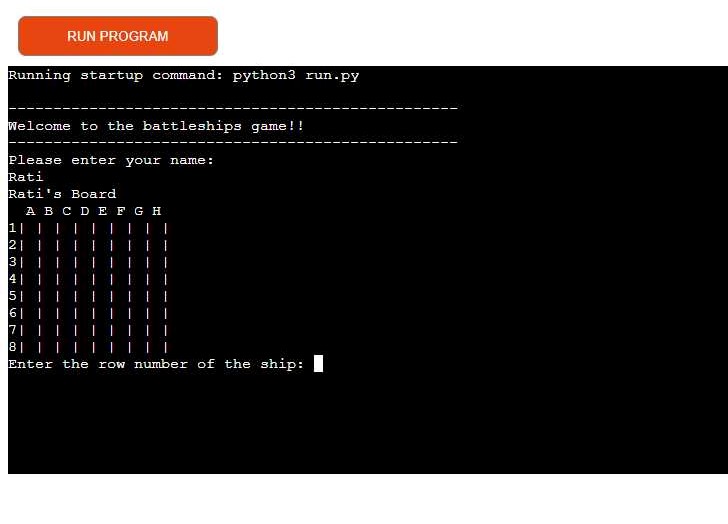 RUN PROGRAM
Running startup command: python3 run.py
--------------------------------------------------
Welcome to the battleships game!!
--------------------------------------------------
Please enter your name:
Rati
Rati's Board
  A B C D E F G H
1| | | | | | | | |
2| | | | | | | | |
3| | | | | | | | |
4| | | | | | | | |
5| | | | | | | | |
6| | | | | | | | |
7| | | | | | | | |
8| | | | | | | | |
Enter the row number of the ship: